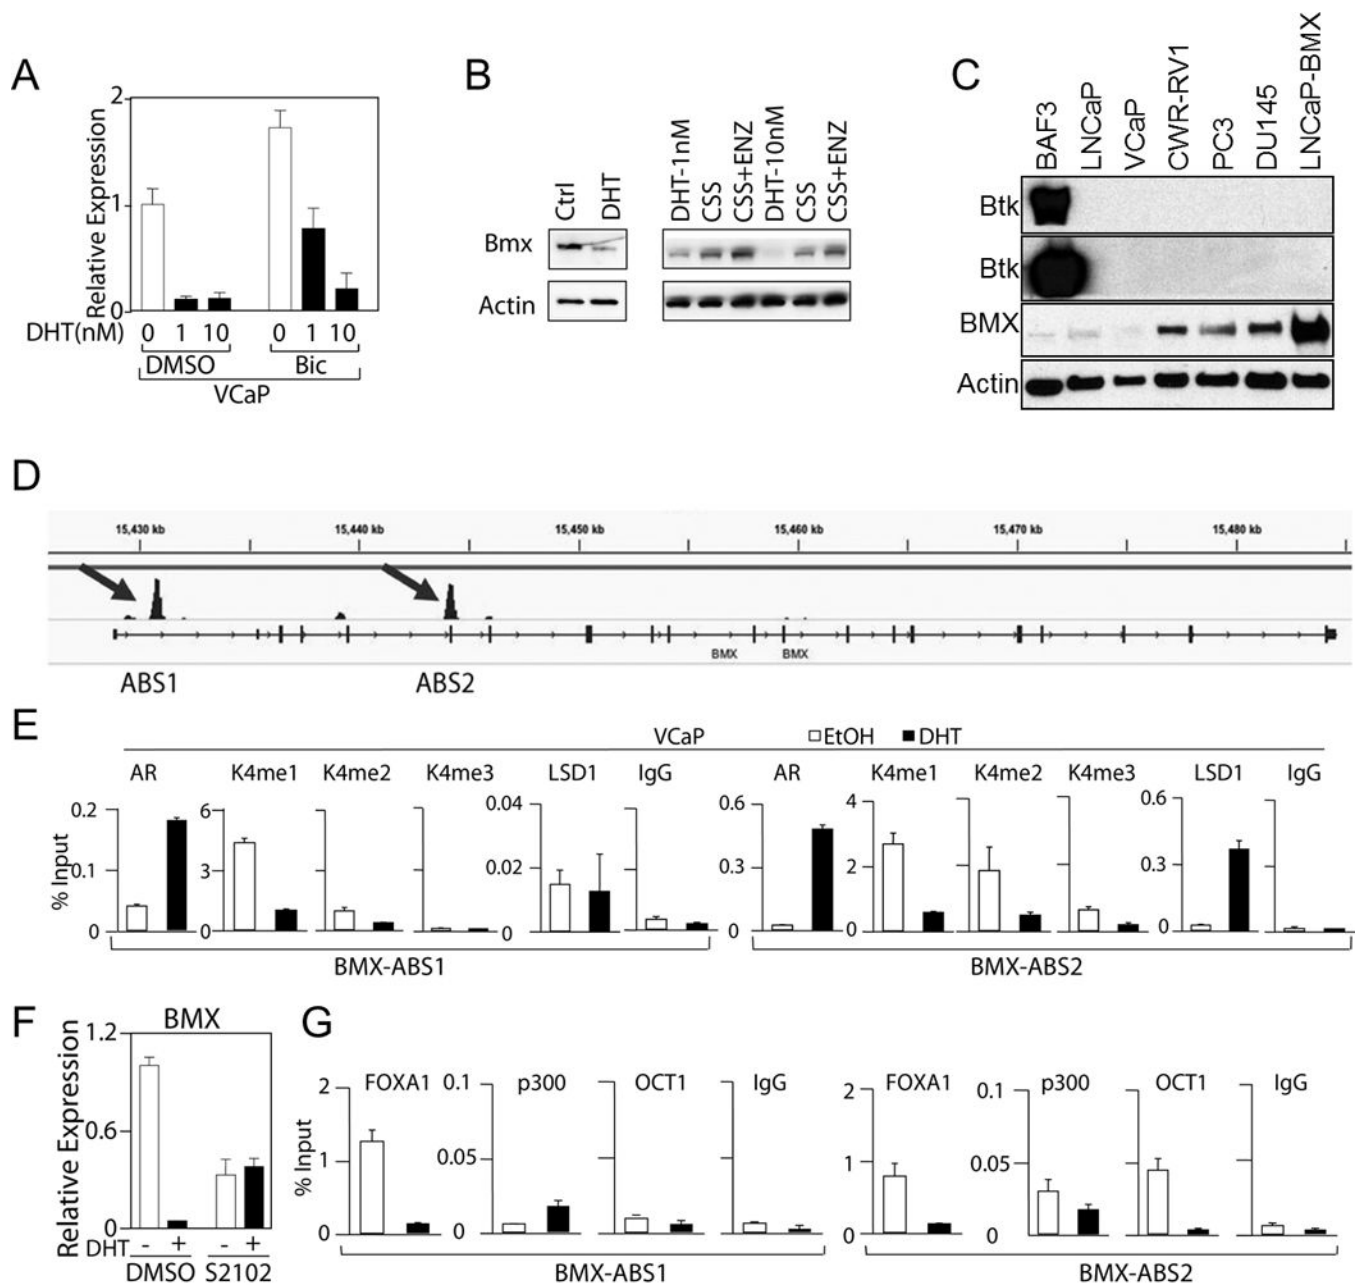 A
2
1
0
Relative Expression
DHT(nM)
0 1 10 0 1 10
DMSO Bic
VCaP
B
Ctrl DHT DHT-1nM CSS CSS+ENZ DHT-10nM CSS CSS+ENZ
Bmx
Actin
C
BAF3 LNCaP VCaP CWR-RV1 PC3 DU145 LNCaP-BMX
Btk
Btk
BMX
Actin
D
15,430 kb 15,440 kb 15,450 kb 15,460 kb 15,470 kb 15,480 kb
BMX BMX
ABS1 ABS2
E
VCaP EtOH DHT
AR K4me1 K4me2 K4me3 LSD1 IgG AR K4me1 K4me2 K4me3 LSD1 IgG
% Input
0.2 6 0.04 0.6 4 0.6
0.1 3 0.02 0.3 2 0.3
0 0 0 0 0 0
BMX-ABS1 BMX-ABS2
F
BMX
Relative Expression
1.2
0.6
0
DHT - + - +
DMSO S2102
G
FOXA1 p300 OCT1 IgG FOXA1 p300 OCT1 IgG
% Input
2 0.1 2 0.1
1 0.05 1 0.05
0 0 0 0
BMX-ABS1 BMX-ABS2